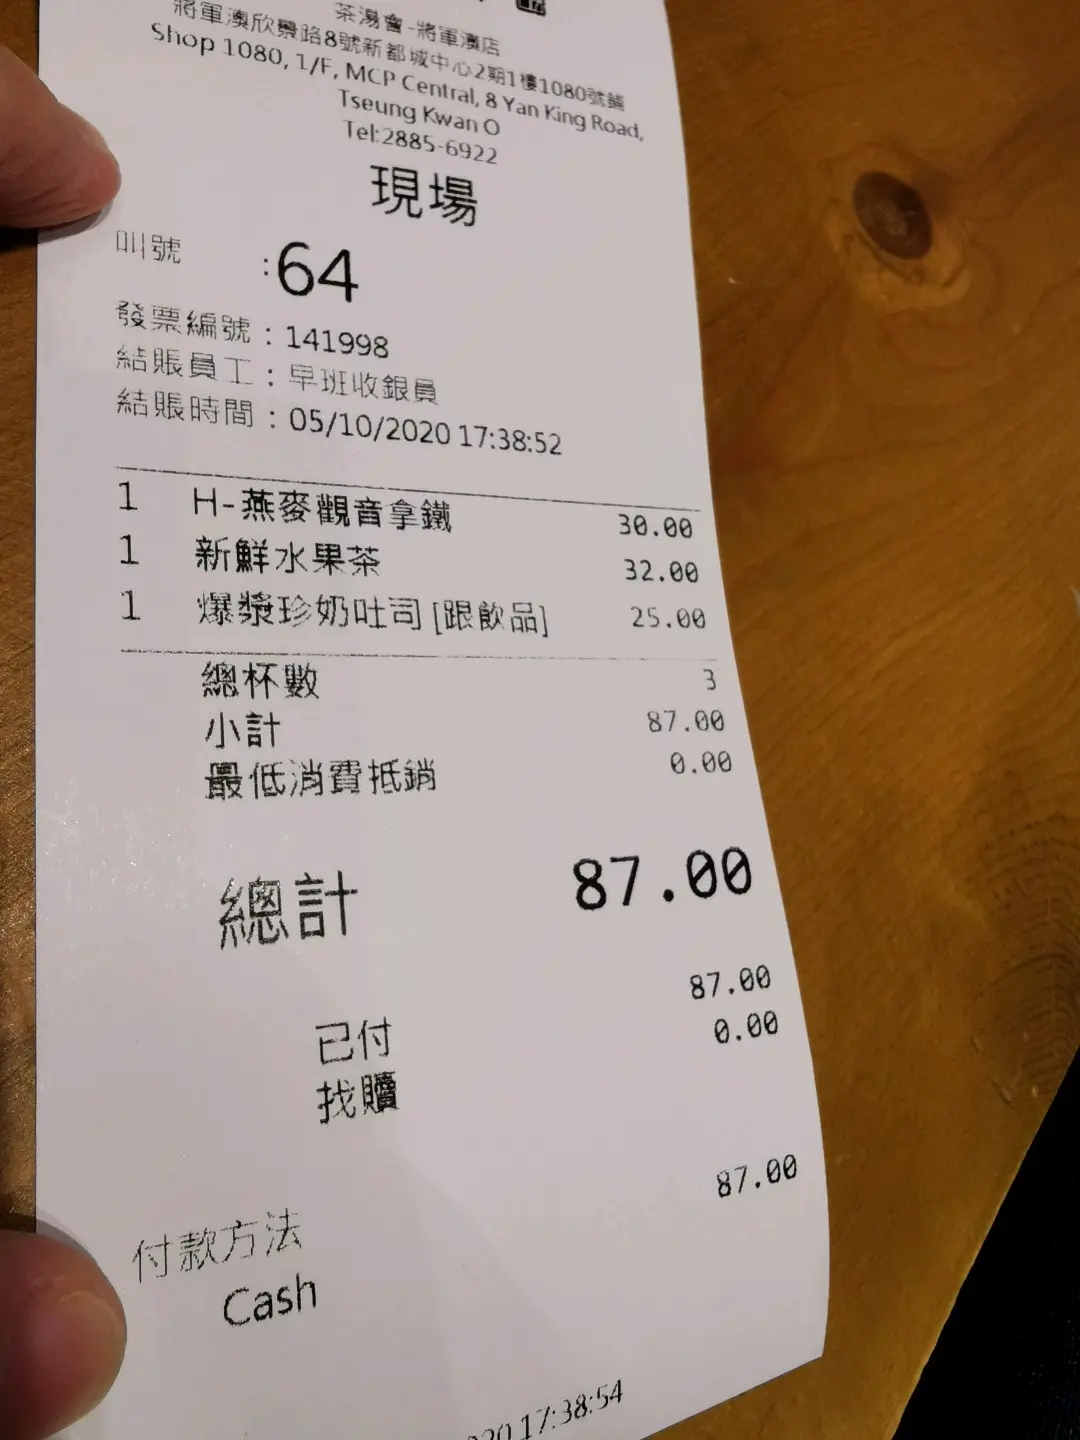 茶湯會-將軍澳店
將軍澳欣景路8號新都城中心2期1樓1080號鋪
Shop 1080, 1/F, MCP Central, 8 Yan King Road,
Tseung Kwan O
Tel:2885-6922
現場
叫號 :64
發票編號 : 141998
結賬員工 : 早班收銀員
結賬時間 : 05/10/2020 17:38:52
1 H-燕麥觀音拿鐵 30.00
1 新鮮水果茶 32.00
1 爆漿珍奶吐司 [跟飲品] 25.00
總杯數 3
小計 87.00
最低消費抵銷 0.00
總計 87.00
已付 87.00
找贖 0.00
87.00
付款方法
Cash
17:38:54